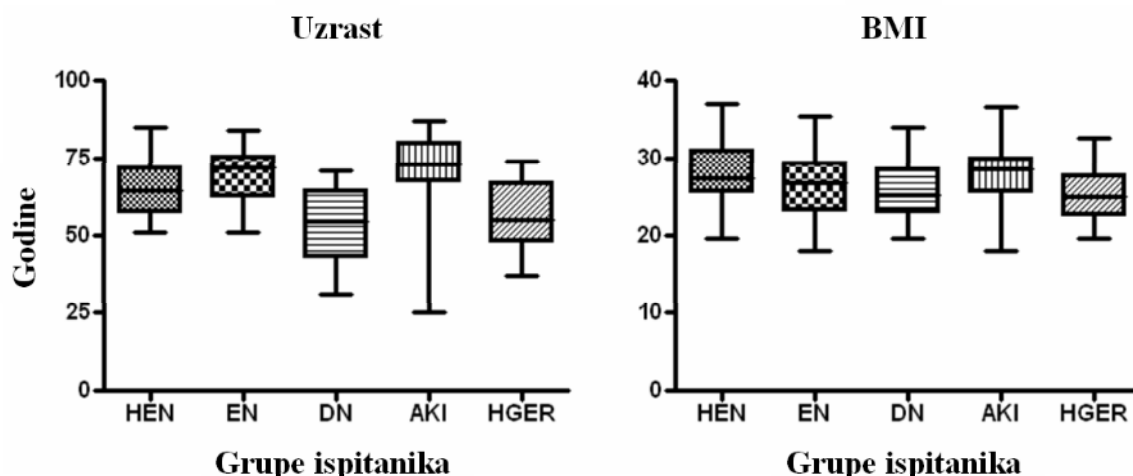 Uzrast
Godine
100
75
50
25
0
HEN EN DN AKI HGER
Grupe ispitanika
BMI
40
30
20
10
0
HEN EN DN AKI HGER
Grupe ispitanika